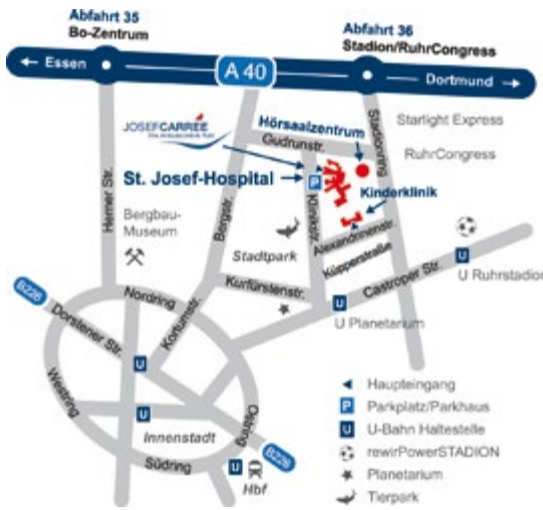 Abfahrt 35
Bo-Zentrum
Abfahrt 36
Stadion/RuhrCongress
Essen
A 40
Dortmund
JOSEFCARRÉE
Hörsaalzentrum
Gudrunstr.
Stadionring
Starlight Express
RuhrCongress
St. Josef-Hospital
P
Kinderklinik
Herner Str.
Bergstr.
Klinikstr.
Bergbau-
Museum
Stadtpark
Alexandrinenstr.
Küpperstraße
Castroper Str.
U
U Ruhrstadion
Kurfürstenstr.
U
U Planetarium
B226
Nordring
Dorstener Str.
Kortumstr.
U
Westring
U
Innenstadt
Ostring
B226
Südring
U
Hbf
Haupteingang
P
Parkplatz/Parkhaus
U
U-Bahn Haltestelle
rewirPowerSTADION
Planetarium
Tierpark